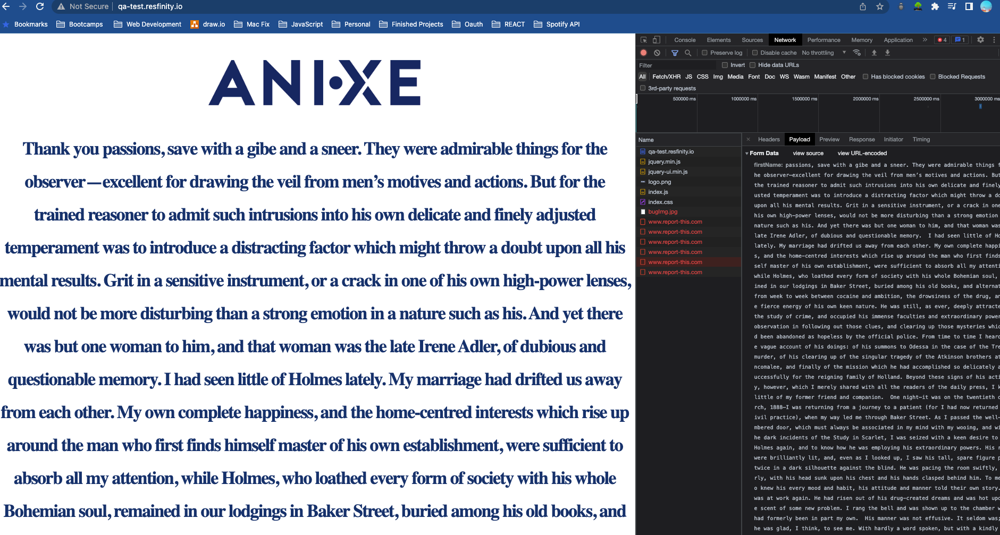 Not Secure qa-test.resfinity.io
Bookmarks Bootcamps Web Development draw.io Mac Fix JavaScript Personal Finished Projects Oauth REACT Spotify API
ANI•XE
Thank you passions, save with a gibe and a sneer. They were admirable things for the
observer—excellent for drawing the veil from men’s motives and actions. But for the
trained reasoner to admit such intrusions into his own delicate and finely adjusted
temperament was to introduce a distracting factor which might throw a doubt upon all his
mental results. Grit in a sensitive instrument, or a crack in one of his own high-power lenses,
would not be more disturbing than a strong emotion in a nature such as his. And yet there
was but one woman to him, and that woman was the late Irene Adler, of dubious and
questionable memory. I had seen little of Holmes lately. My marriage had drifted us away
from each other. My own complete happiness, and the home-centred interests which rise up
around the man who first finds himself master of his own establishment, were sufficient to
absorb all my attention, while Holmes, who loathed every form of society with his whole
Bohemian soul, remained in our lodgings in Baker Street, buried among his old books, and
Console Elements Sources Network Performance Memory Application » 4 1
Preserve log Disable cache No throttling
Filter Invert Hide data URLs
All Fetch/XHR JS CSS Img Media Font Doc WS Wasm Manifest Other Has blocked cookies Blocked Requests
3rd-party requests
500000 ms 1000000 ms 1500000 ms 2000000 ms 2500000 ms 3000000 ms
Name
qa-test.resfinity.io
jquery.min.js
jquery-ui.min.js
logo.png
index.js
index.css
bugImg.jpg
www.report-this.com
www.report-this.com
www.report-this.com
www.report-this.com
www.report-this.com
www.report-this.com
× Headers Payload Preview Response Initiator Timing
Form Data view source view URL-encoded
firstName: passions, save with a gibe and a sneer. They were admirable things f
he observer—excellent for drawing the veil from men’s motives and actions. But
the trained reasoner to admit such intrusions into his own delicate and finely
usted temperament was to introduce a distracting factor which might throw a do
upon all his mental results. Grit in a sensitive instrument, or a crack in one
his own high-power lenses, would not be more disturbing than a strong emotion
nature such as his. And yet there was but one woman to him, and that woman was
late Irene Adler, of dubious and questionable memory.  I had seen little of Ho
lately. My marriage had drifted us away from each other. My own complete happi
s, and the home-centred interests which rise up around the man who first finds
self master of his own establishment, were sufficient to absorb all my attenti
while Holmes, who loathed every form of society with his whole Bohemian soul,
ined in our lodgings in Baker Street, buried among his old books, and alternat
from week to week between cocaine and ambition, the drowsiness of the drug, an
e fierce energy of his own keen nature. He was still, as ever, deeply attracte
the study of crime, and occupied his immense faculties and extraordinary power
observation in following out those clues, and clearing up those mysteries whic
d been abandoned as hopeless by the official police. From time to time I heard
e vague account of his doings: of his summons to Odessa in the case of the Tre
murder, of his clearing up of the singular tragedy of the Atkinson brothers at
ncomalee, and finally of the mission which he had accomplished so delicately a
uccessfully for the reigning family of Holland. Beyond these signs of his acti
y, however, which I merely shared with all the readers of the daily press, I k
little of my former friend and companion.  One night—it was on the twentieth o
rch, 1888—I was returning from a journey to a patient (for I had now returned
ivil practice), when my way led me through Baker Street. As I passed the well-
mbered door, which must always be associated in my mind with my wooing, and wi
he dark incidents of the Study in Scarlet, I was seized with a keen desire to
Holmes again, and to know how he was employing his extraordinary powers. His r
were brilliantly lit, and, even as I looked up, I saw his tall, spare figure p
twice in a dark silhouette against the blind. He was pacing the room swiftly,
rly, with his head sunk upon his chest and his hands clasped behind him. To me
o knew his every mood and habit, his attitude and manner told their own story.
was at work again. He had risen out of his drug-created dreams and was hot upo
e scent of some new problem. I rang the bell and was shown up to the chamber w
had formerly been in part my own.  His manner was not effusive. It seldom was;
he was glad, I think, to see me. With hardly a word spoken, but with a kindly